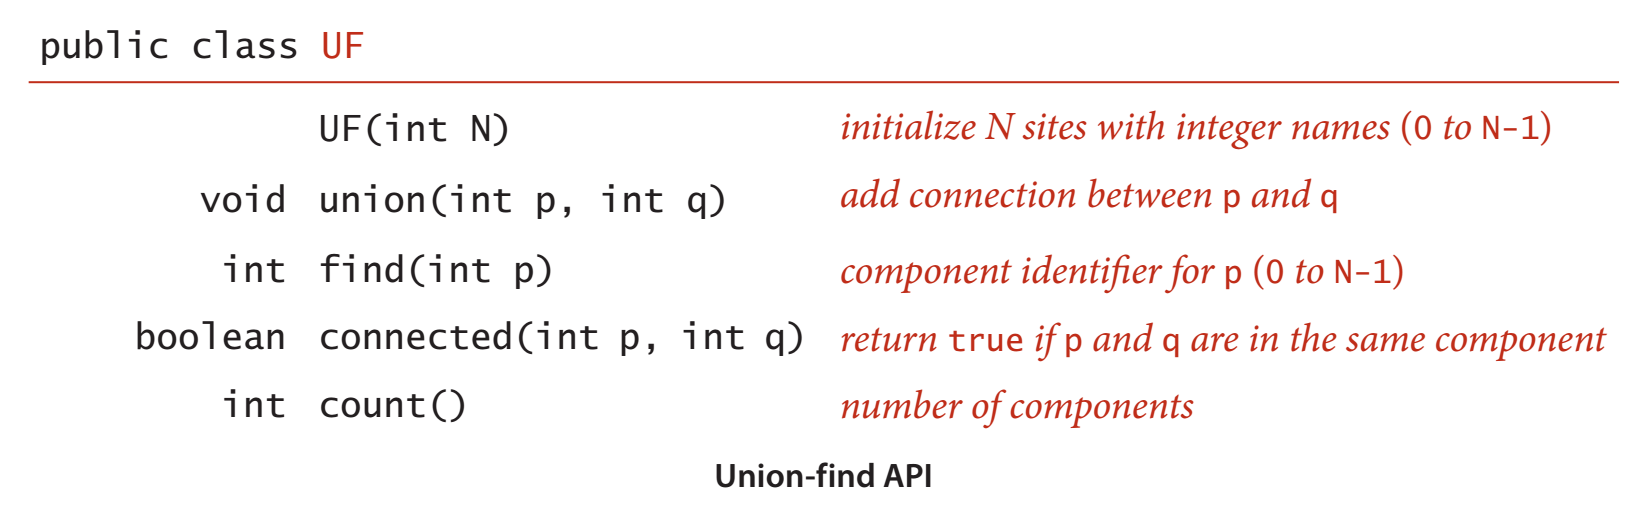 public class UF
UF(int N) initialize N sites with integer names (0 to N-1)
void union(int p, int q) add connection between p and q
int find(int p) component identifier for p (0 to N-1)
boolean connected(int p, int q) return true if p and q are in the same component
int count() number of components
Union-find API